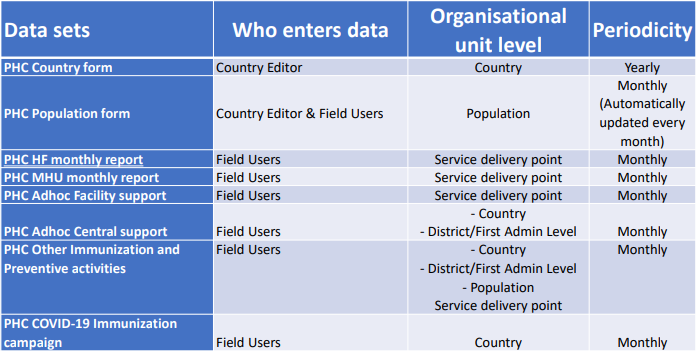 Data sets Who enters data Organisational unit level Periodicity
PHC Country form Country Editor Country Yearly
PHC Population form Country Editor & Field Users Population Monthly (Automatically updated every month)
PHC HF monthly report Field Users Service delivery point Monthly
PHC MHU monthly report Field Users Service delivery point Monthly
PHC Adhoc Facility support Field Users Service delivery point Monthly
PHC Adhoc Central support Field Users - Country - District/First Admin Level Monthly
PHC Other Immunization and Preventive activities Field Users - Country - District/First Admin Level - Population Service delivery point Monthly
PHC COVID-19 Immunization campaign Field Users Country Monthly